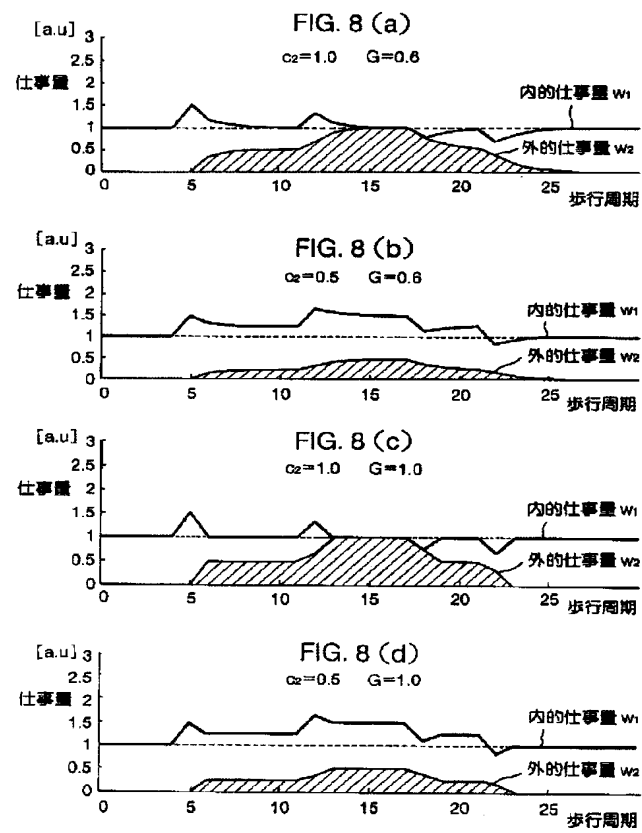 FIG. 8 (a)
c2=1.0 G=0.6
[a.u]
3
2.5
仕事量
2
1.5
1
0.5
0
内的仕事量 w1
外的仕事量 w2
0 5 10 15 20 25
歩行周期
FIG. 8 (b)
c2=0.5 G=0.6
[a.u]
3
2.5
仕事量
2
1.5
1
0.5
0
内的仕事量 w1
外的仕事量 w2
0 5 10 15 20 25
歩行周期
FIG. 8 (c)
c2=1.0 G=1.0
[a.u]
3
2.5
仕事量
2
1.5
1
0.5
0
内的仕事量 w1
外的仕事量 w2
0 5 10 15 20 25
歩行周期
FIG. 8 (d)
c2=0.5 G=1.0
[a.u]
3
2.5
仕事量
2
1.5
1
0.5
0
内的仕事量 w1
外的仕事量 w2
0 5 10 15 20 25
歩行周期